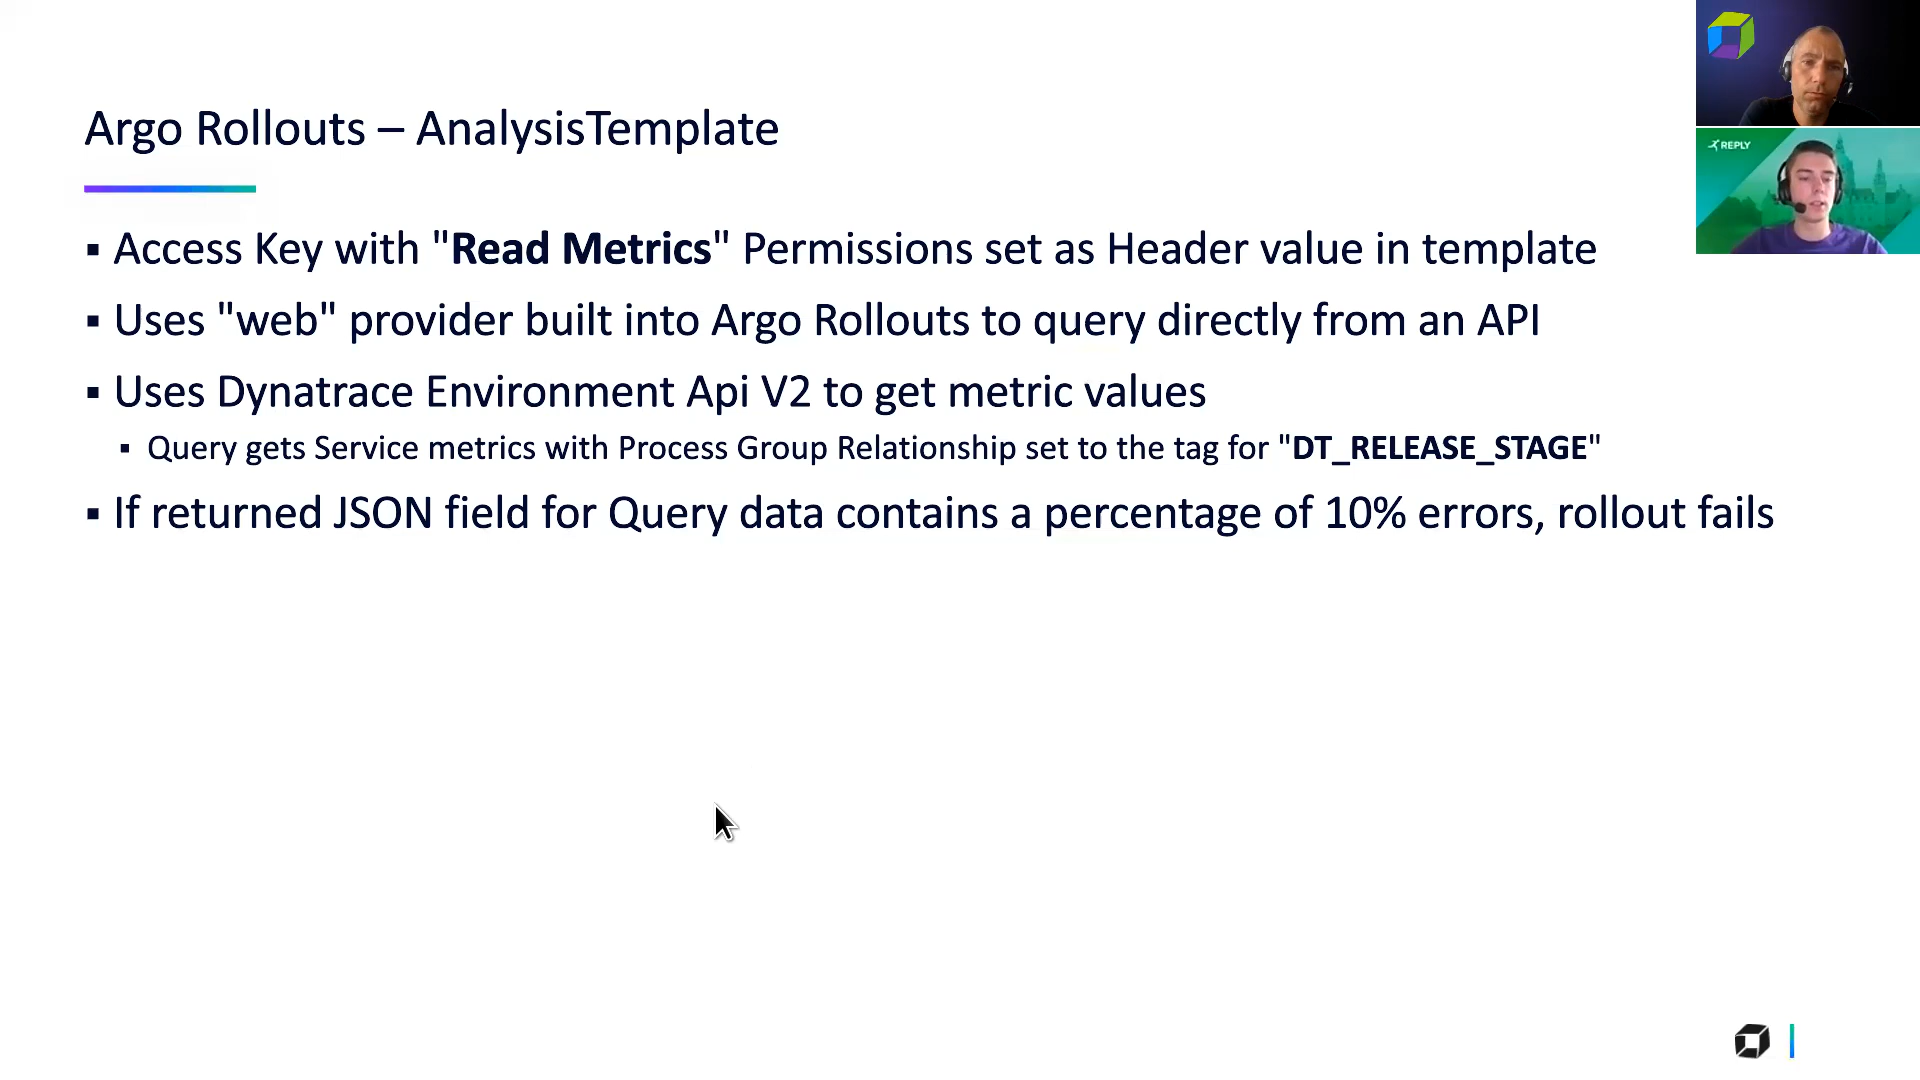 Argo Rollouts – AnalysisTemplate
▪ Access Key with "Read Metrics" Permissions set as Header value in template
▪ Uses "web" provider built into Argo Rollouts to query directly from an API
▪ Uses Dynatrace Environment Api V2 to get metric values
▪ Query gets Service metrics with Process Group Relationship set to the tag for "DT_RELEASE_STAGE"
▪ If returned JSON field for Query data contains a percentage of 10% errors, rollout fails
REPLY